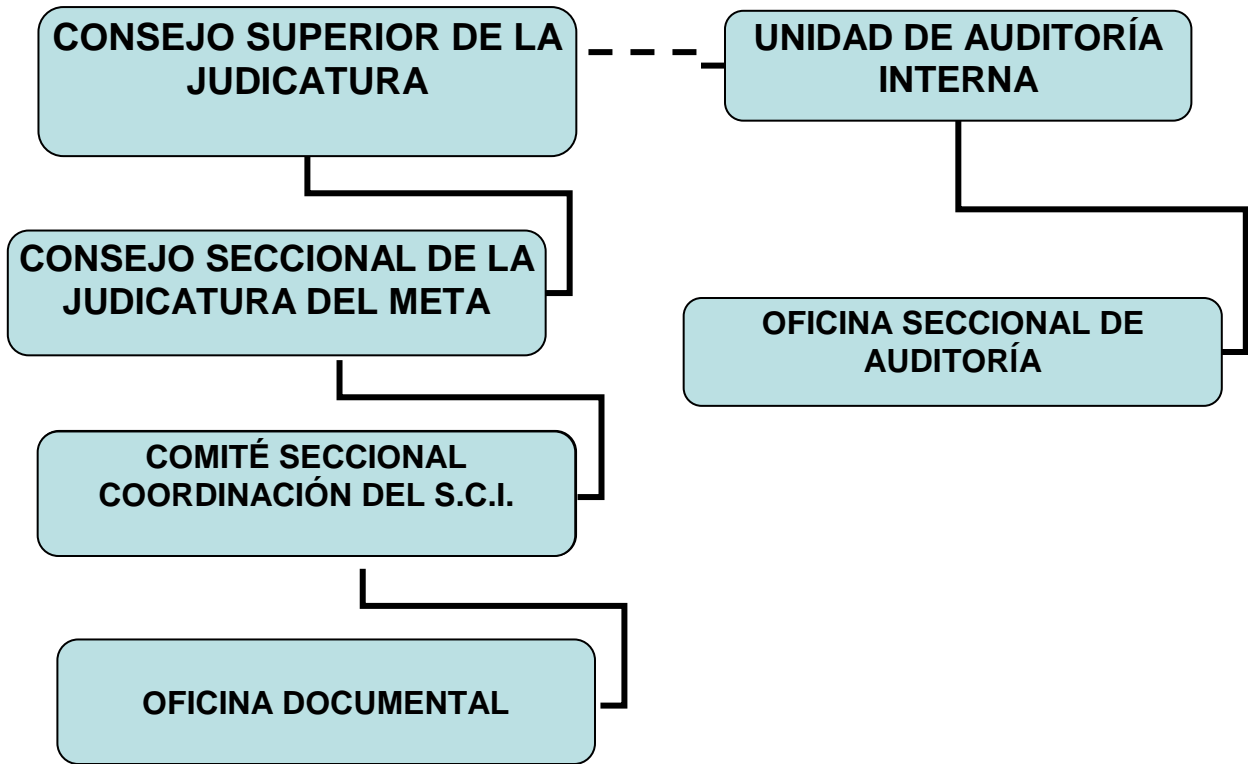 CONSEJO SUPERIOR DE LA
JUDICATURA
UNIDAD DE AUDITORÍA
INTERNA
CONSEJO SECCIONAL DE LA
JUDICATURA DEL META
OFICINA SECCIONAL DE
AUDITORÍA
COMITÉ SECCIONAL
COORDINACIÓN DEL S.C.I.
OFICINA DOCUMENTAL